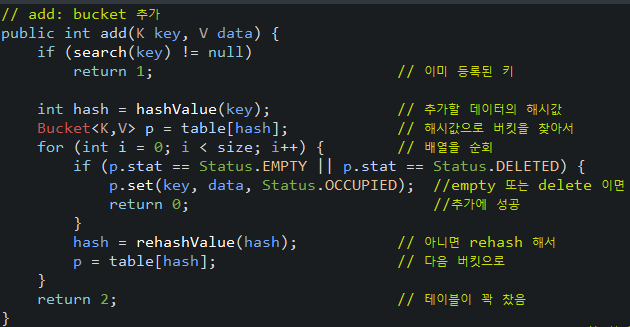 // add: bucket 추가
public int add(K key, V data) {
    if (search(key) != null)
        return 1;                           // 이미 등록된 키

    int hash = hashValue(key);              // 추가할 데이터의 해시값
    Bucket<K,V> p = table[hash];            // 해시값으로 버킷을 찾아서
    for (int i = 0; i < size; i++) {        // 배열을 순회
        if (p.stat == Status.EMPTY || p.stat == Status.DELETED) {
            p.set(key, data, Status.OCCUPIED);  //empty 또는 delete 이면
            return 0;                           //추가에 성공
        }
        hash = rehashValue(hash);           // 아니면 rehash 해서
        p = table[hash];                    // 다음 버킷으로
    }
    return 2;                               // 테이블이 꽉 찼음
}